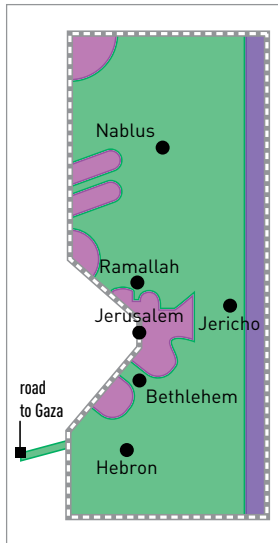 Nablus
Ramallah
Jerusalem
Jericho
road
to Gaza
Bethlehem
Hebron